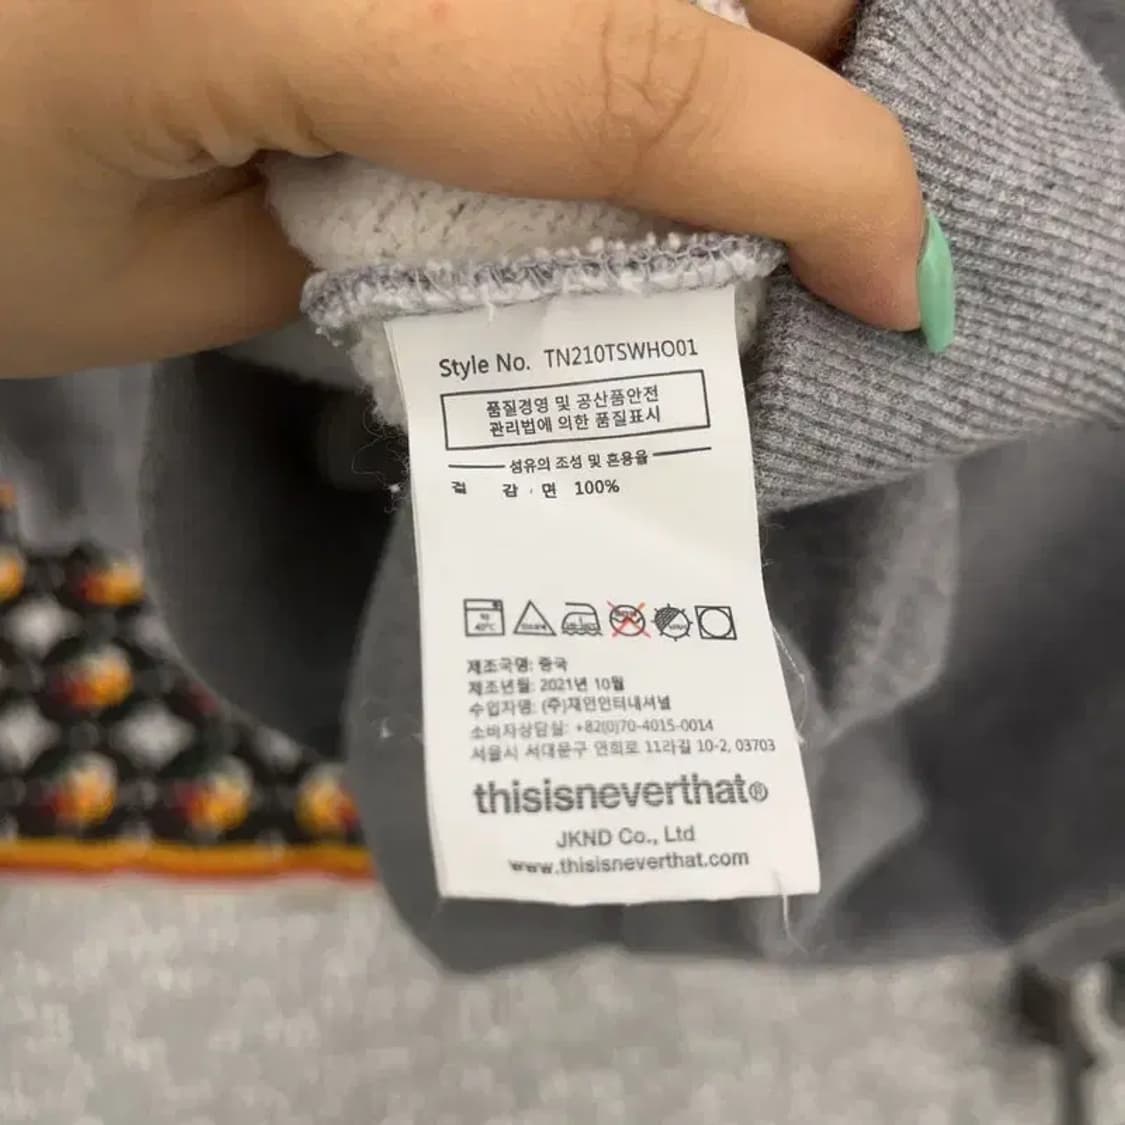 Style No. TN210TSWHO01
품질경영 및 공산품안전
관리법에 의한 품질표시
섬유의 조성 및 혼용율
겉 감 : 면 100%
40°C
제조국명: 중국
제조년월: 2021년 10월
수입자명: (주)재인인터내셔널
소비자상담실: +82(0)70-4015-0014
서울시 서대문구 연희로 11라길 10-2, 03703
thisisneverthat®
JKND Co., Ltd
www.thisisneverthat.com